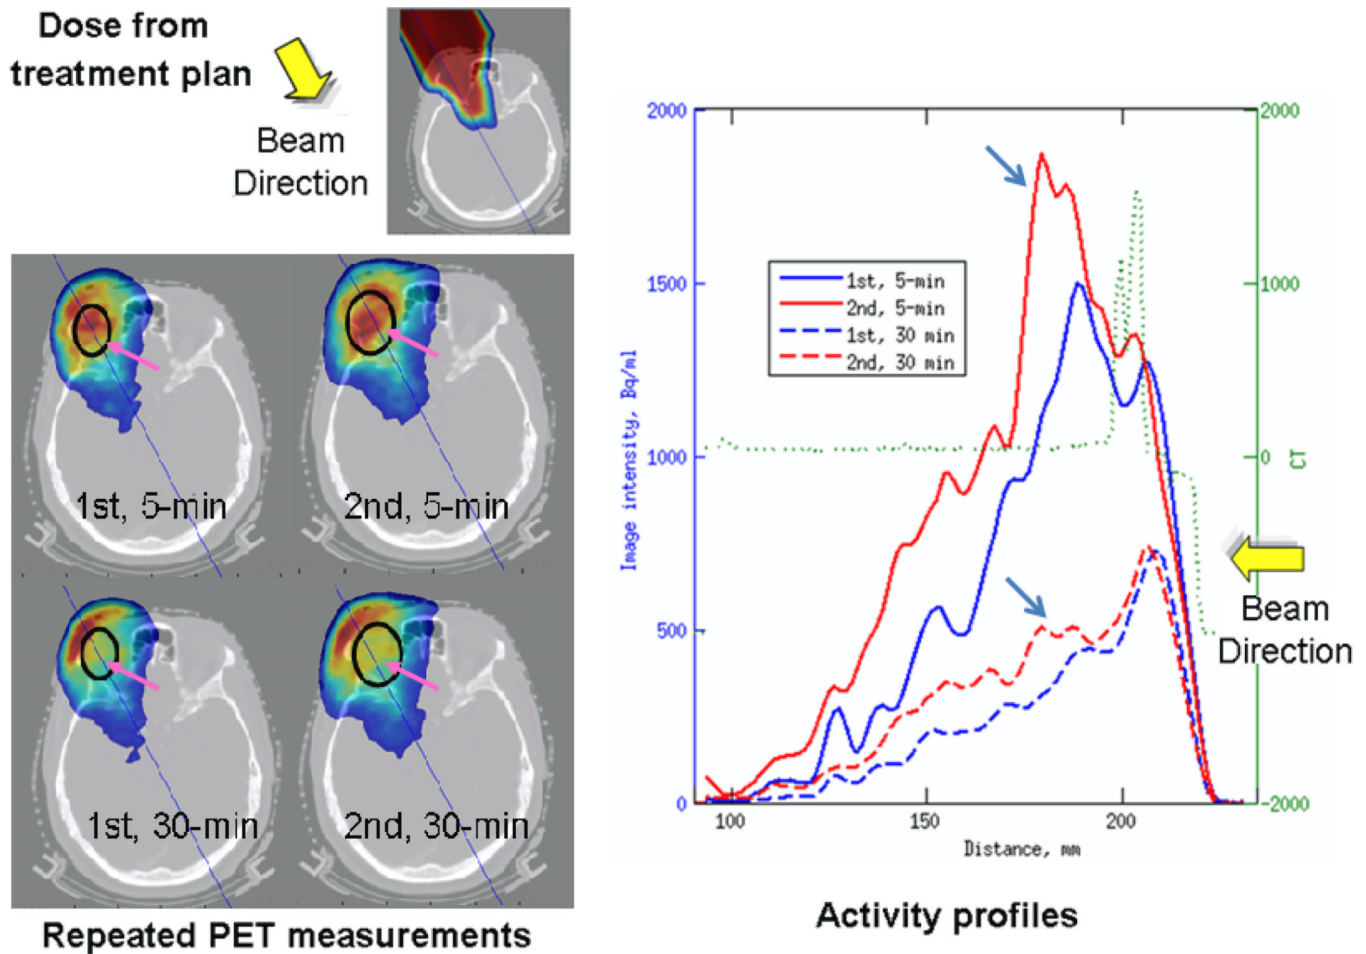 Dose from
treatment plan
Beam
Direction
1st, 5-min
2nd, 5-min
1st, 30-min
2nd, 30-min
Repeated PET measurements
2000
1500
1000
500
0
Image intensity, Bq/ml
1st, 5-min
2nd, 5-min
1st, 30 min
2nd, 30 min
2000
1000
0
-2000
CT
Beam
Direction
100
150
200
Distance, mm
Activity profiles